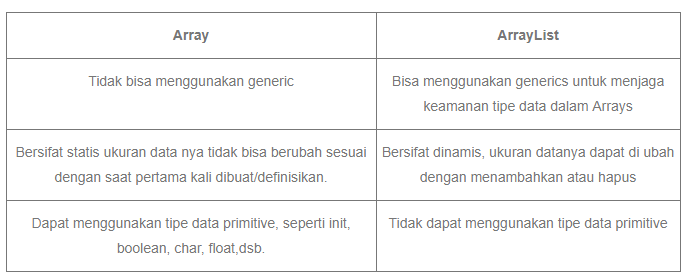 Array
ArrayList
Tidak bisa menggunakan generic
Bisa menggunakan generics untuk menjaga
keamanan tipe data dalam Arrays
Bersifat statis ukuran data nya tidak bisa berubah sesuai
dengan saat pertama kali dibuat/definisikan.
Bersifat dinamis, ukuran datanya dapat di ubah
dengan menambahkan atau hapus
Dapat menggunakan tipe data primitive, seperti init,
boolean, char, float,dsb.
Tidak dapat menggunakan tipe data primitive